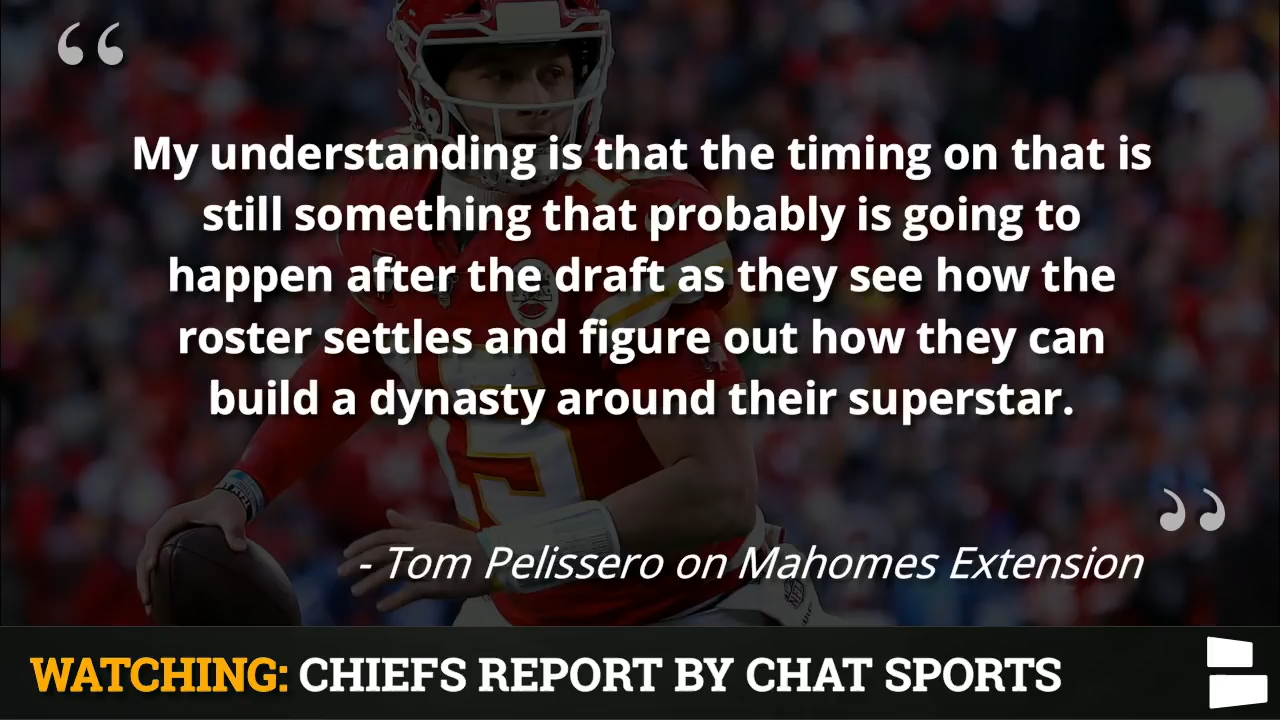 “
My understanding is that the timing on that is
still something that probably is going to
happen after the draft as they see how the
roster settles and figure out how they can
build a dynasty around their superstar.
”
- Tom Pelissero on Mahomes Extension
WATCHING: CHIEFS REPORT BY CHAT SPORTS
15